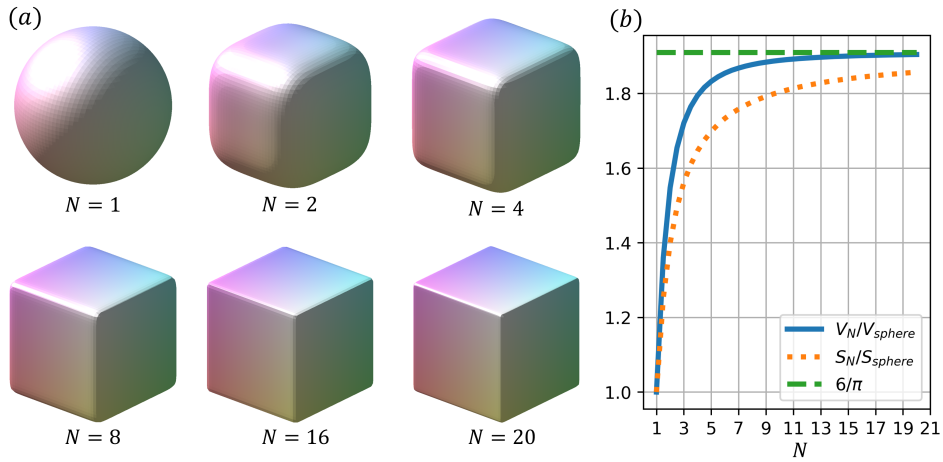 (a)
N = 1
N = 2
N = 4
N = 8
N = 16
N = 20
(b)
1.8
1.6
1.4
1.2
1.0
V_N/V_sphere
S_N/S_sphere
6/π
1 3 5 7 9 11 13 15 17 19 21
N